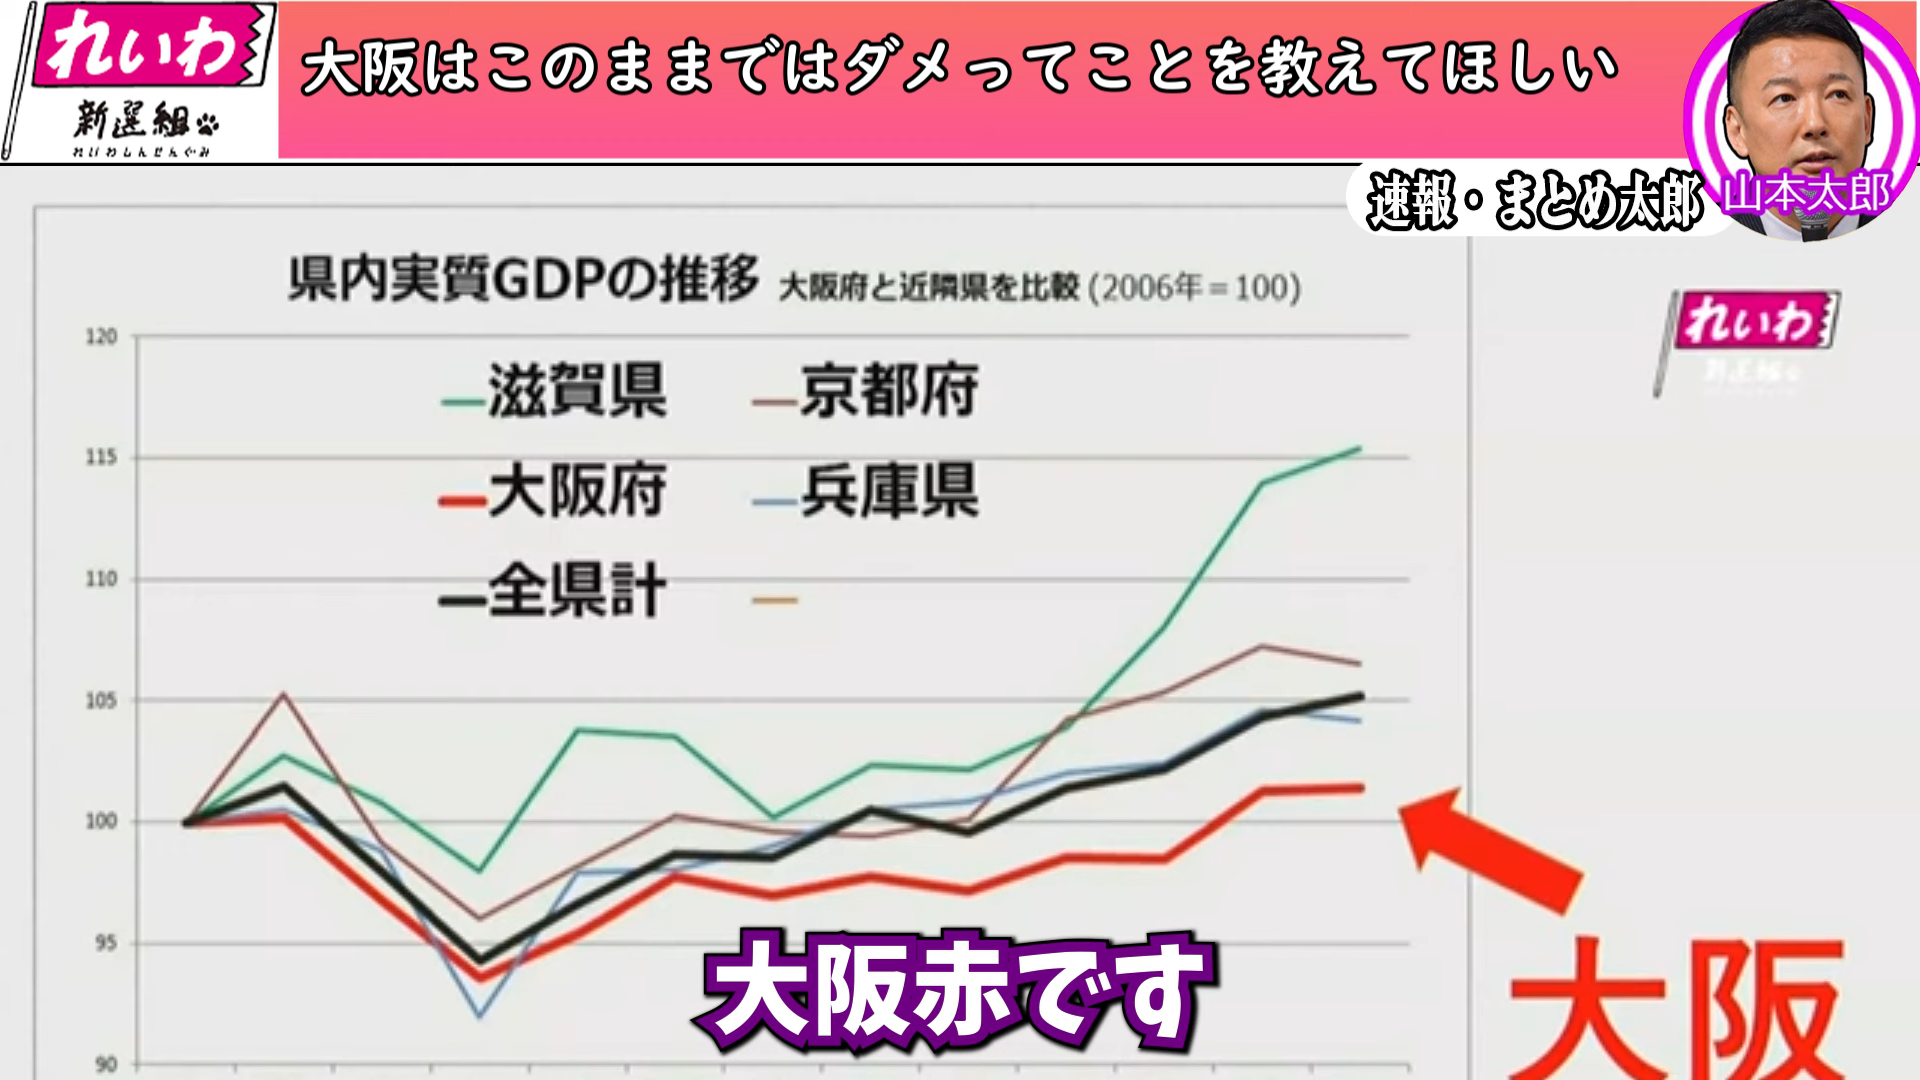 れいわ
新選組
れいわしんせんぐみ
大阪はこのままではダメってことを教えてほしい
速報・まとめ太郎
山本太郎
県内実質GDPの推移 大阪府と近隣県を比較 (2006年=100)
れいわ
新選組
120
115
110
105
100
95
90
滋賀県
京都府
大阪府
兵庫県
全県計
大阪赤です
大阪